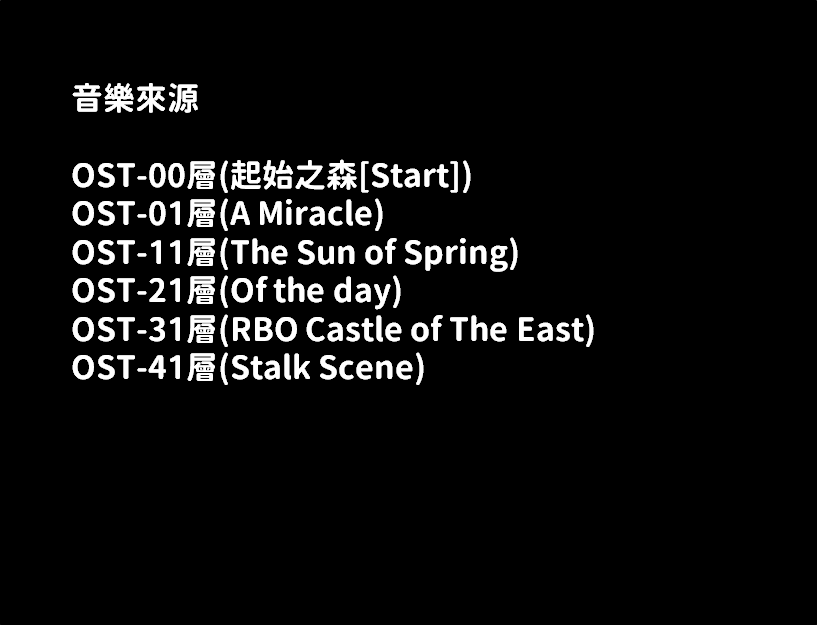 音樂來源
OST-00層(起始之森[Start])
OST-01層(A Miracle)
OST-11層(The Sun of Spring)
OST-21層(Of the day)
OST-31層(RBO Castle of The East)
OST-41層(Stalk Scene)